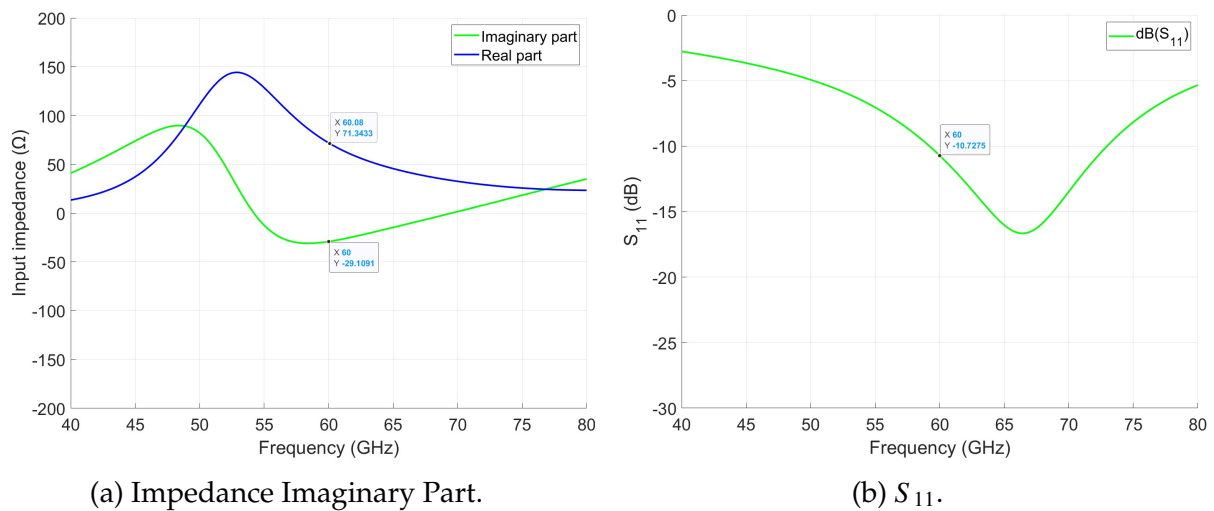 200
150
100
50
0
-50
-100
-150
-200
Input impedance (Ω)
Imaginary part
Real part
X 60.08
Y 71.3433
X 60
Y -29.1091
40 45 50 55 60 65 70 75 80
Frequency (GHz)
(a) Impedance Imaginary Part.
0
-5
-10
-15
-20
-25
-30
S11 (dB)
dB(S11)
X 60
Y -10.7275
40 45 50 55 60 65 70 75 80
Frequency (GHz)
(b) S11.